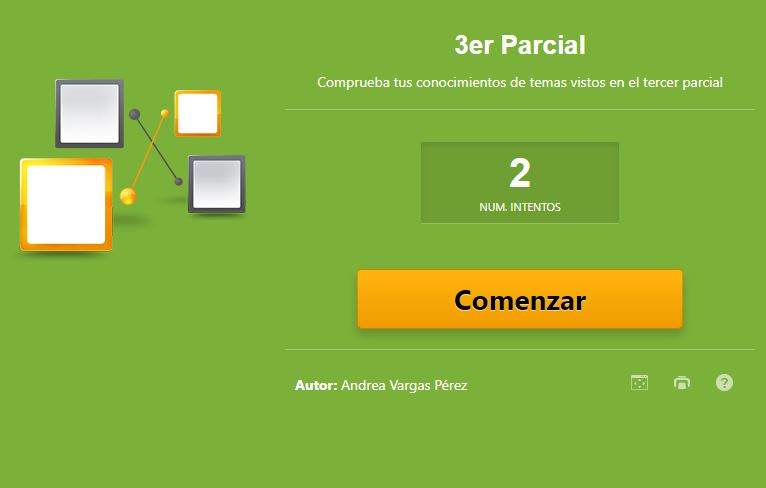 3er Parcial
Comprueba tus conocimientos de temas vistos en el tercer parcial
2
NUM. INTENTOS
Comenzar
Autor: Andrea Vargas Pérez
?